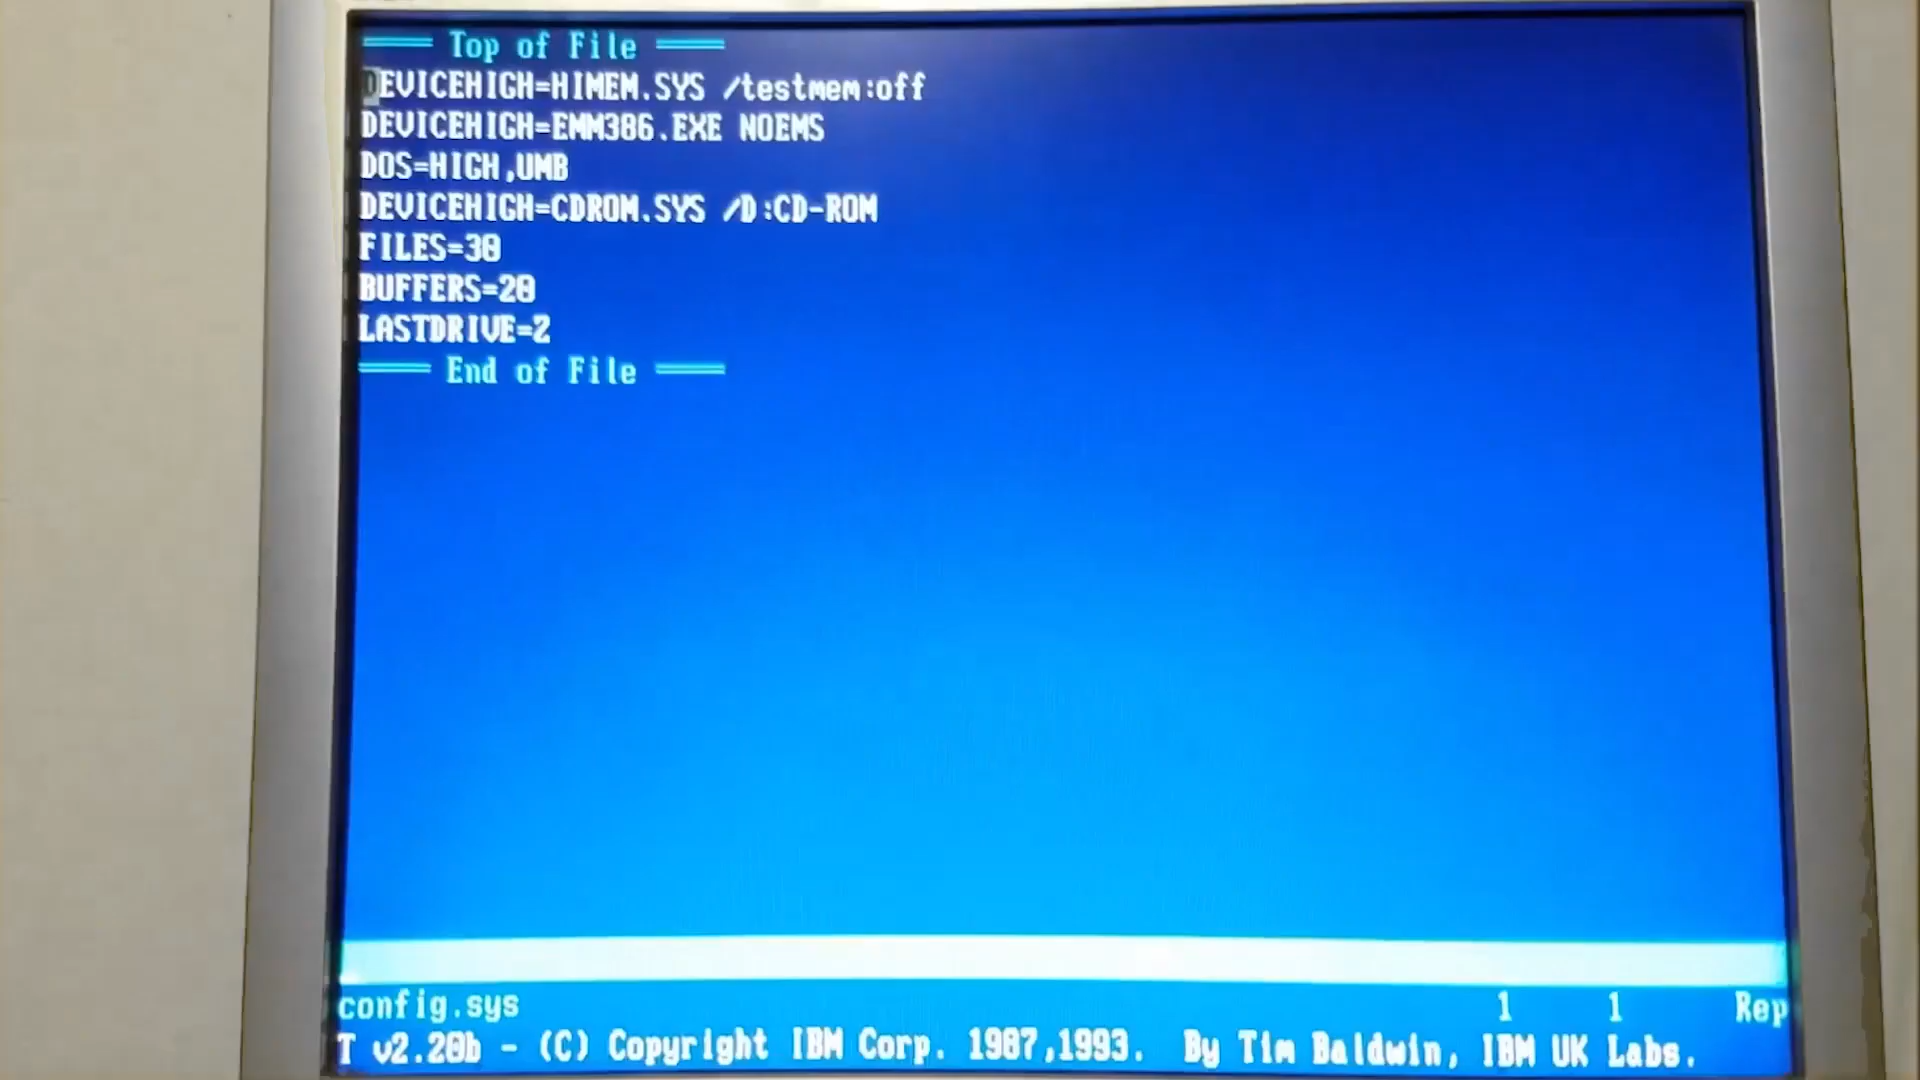 Top of File
DEVICEHIGH=HIMEM.SYS /testmem:off
DEVICEHIGH=EMM386.EXE NOEMS
DOS=HIGH,UMB
DEVICEHIGH=CDROM.SYS /D:CD-ROM
FILES=30
BUFFERS=20
LASTDRIVE=Z
End of File
config.sys 1 1 Rep
T v2.20b - (C) Copyright IBM Corp. 1987,1993. By Tim Baldwin, IBM UK Labs.